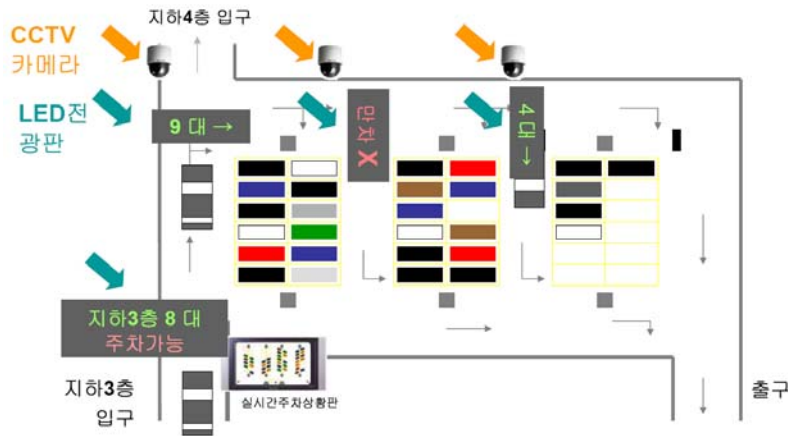 지하4층 입구
CCTV
카메라
LED전
광판
9 대 →
만차 X
4 대 →
지하3층 8 대
주차가능
지하3층
입구
실시간주차상황판
출구